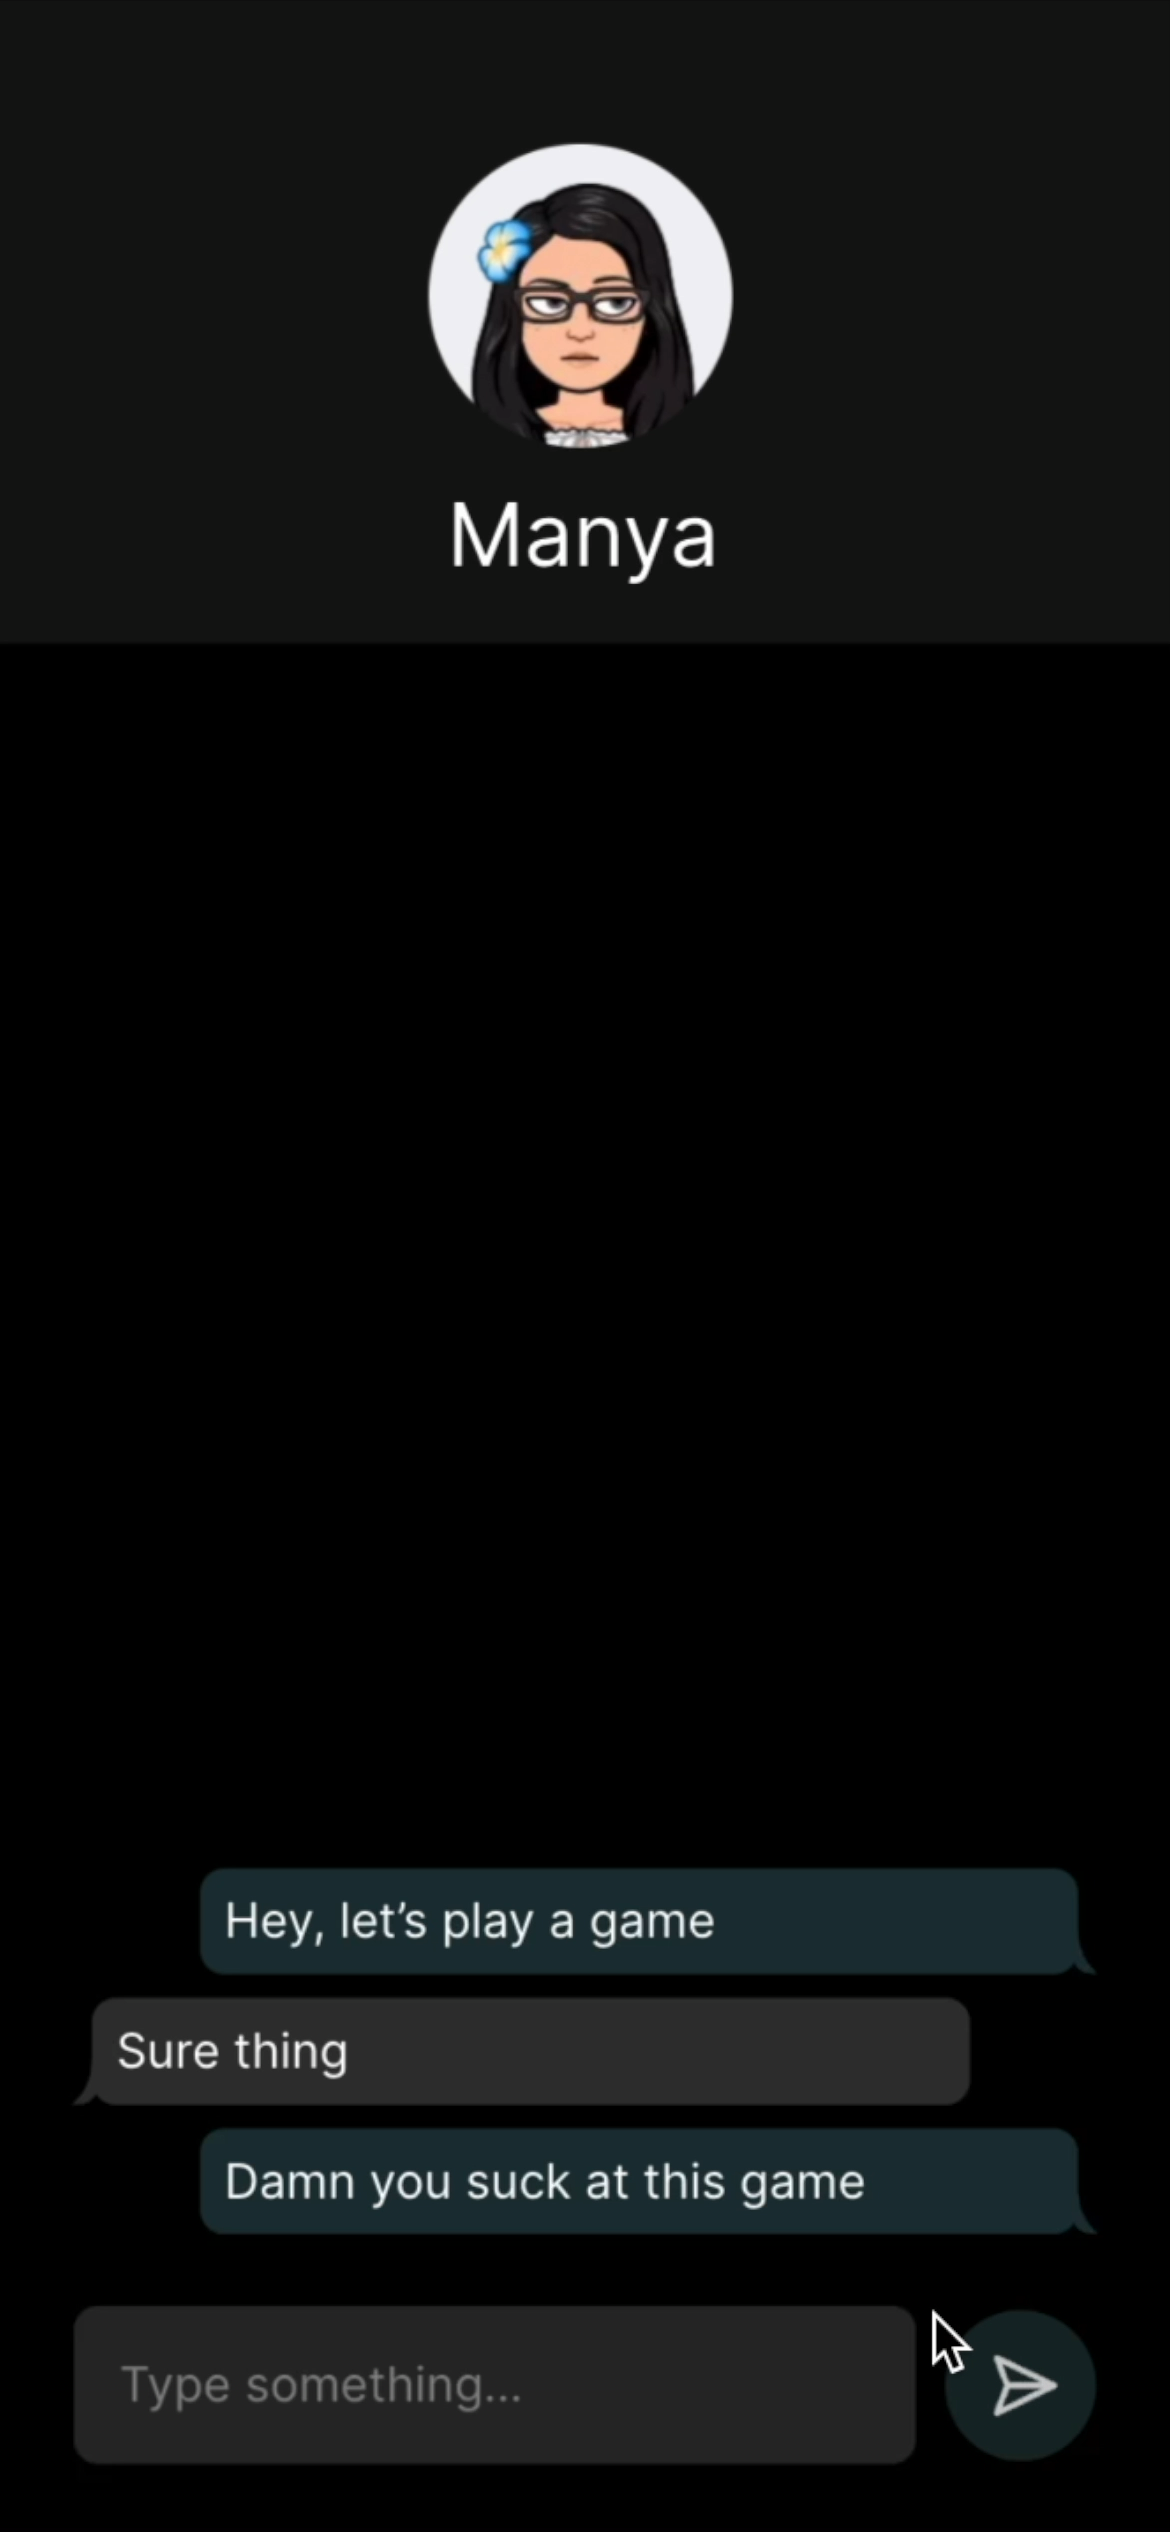 Manya
Hey, let’s play a game
Sure thing
Damn you suck at this game
Type something...